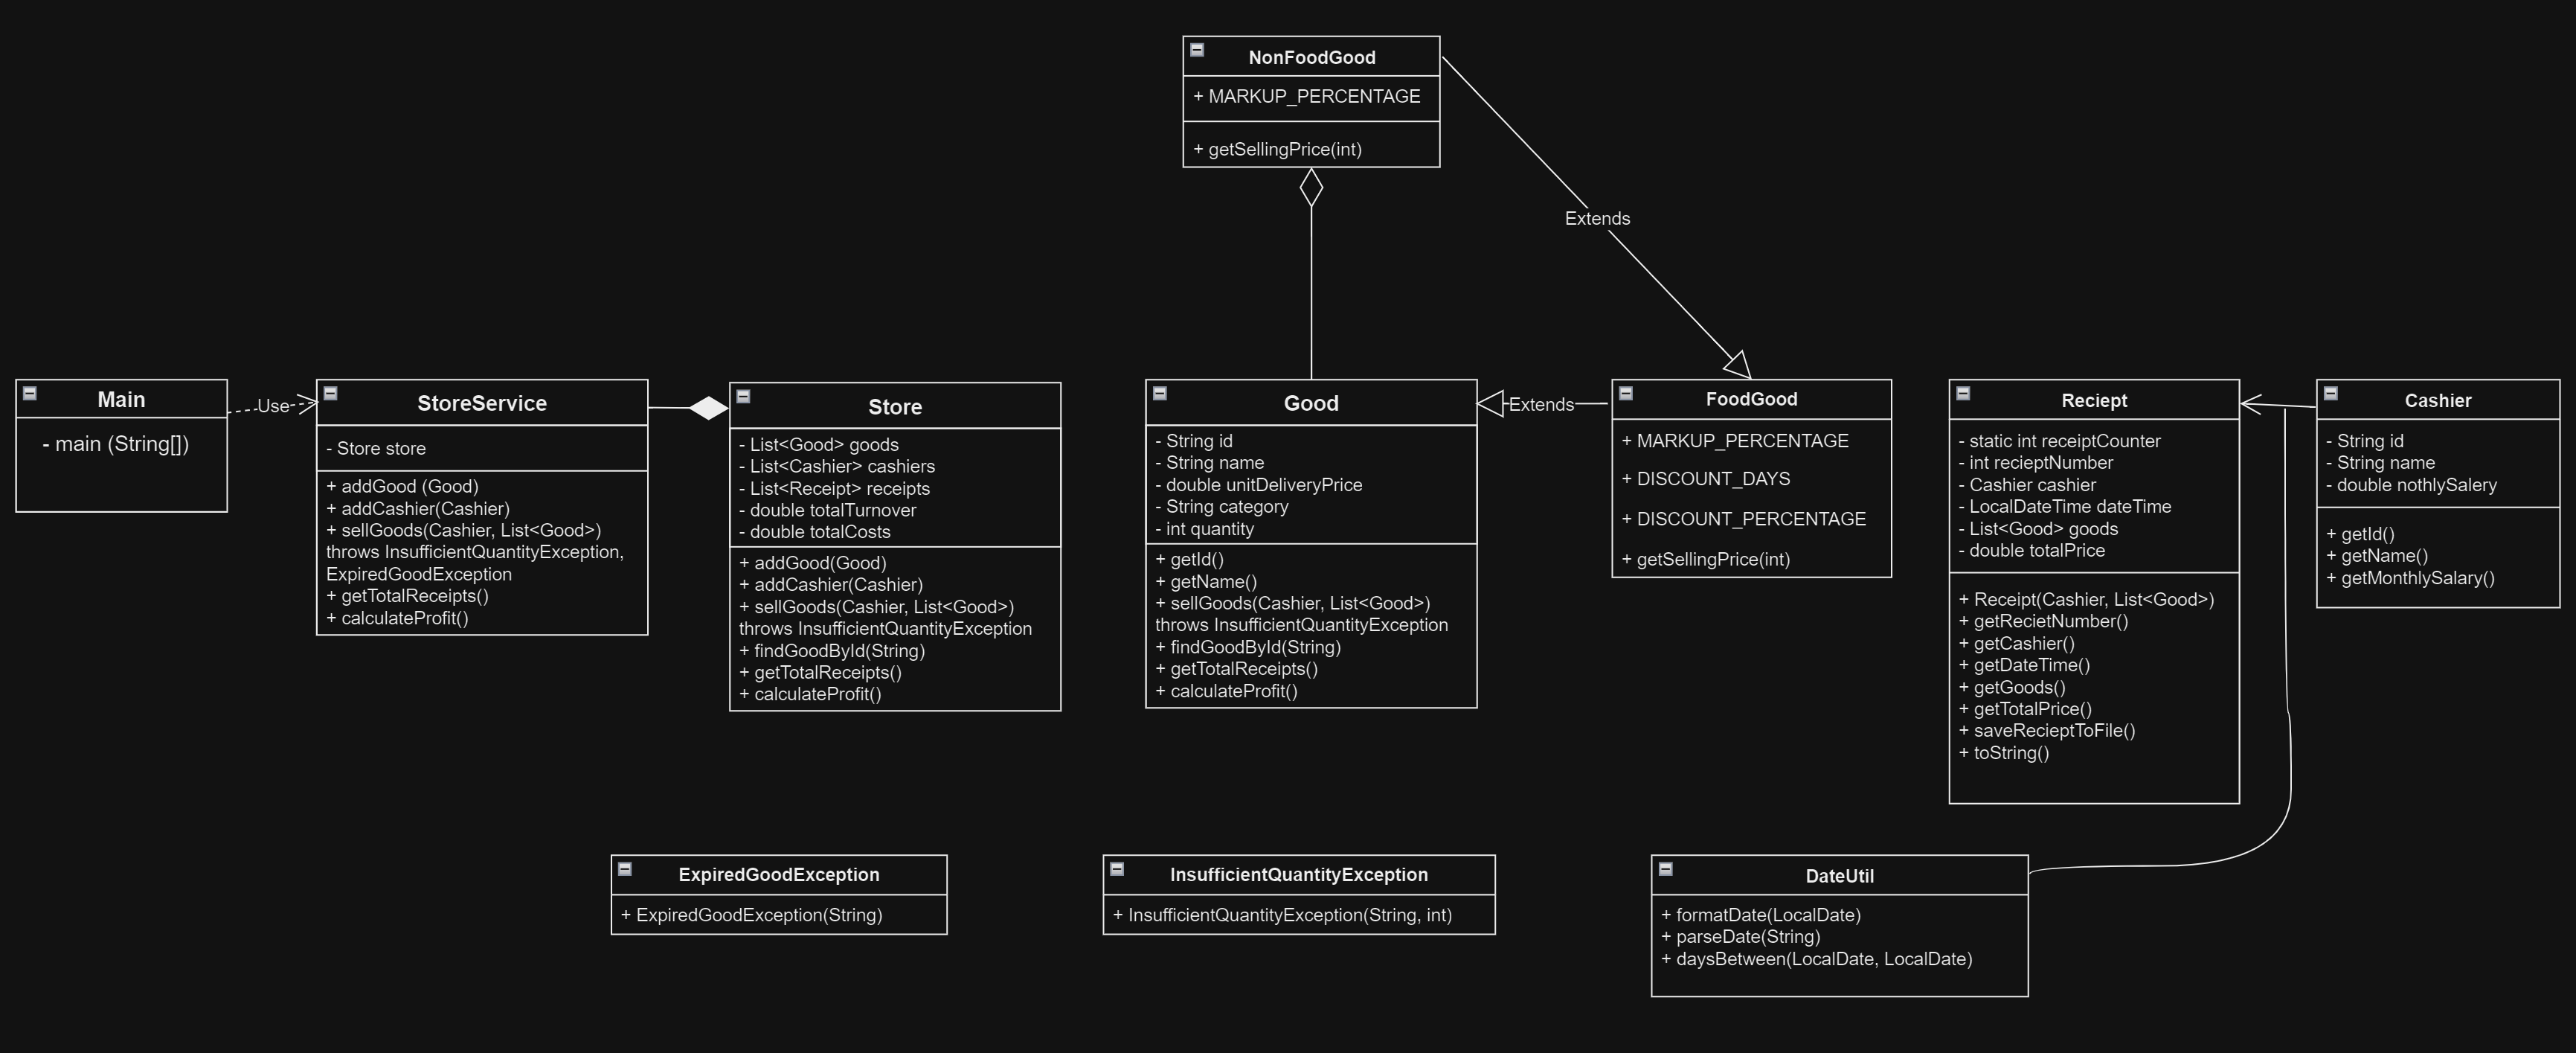 NonFoodGood
+ MARKUP_PERCENTAGE
+ getSellingPrice(int)
Extends
Main
- main (String[])
Use
StoreService
- Store store
+ addGood (Good)
+ addCashier(Cashier)
+ sellGoods(Cashier, List<Good>)
throws InsufficientQuantityException,
ExpiredGoodException
+ getTotalReceipts()
+ calculateProfit()
Store
- List<Good> goods
- List<Cashier> cashiers
- List<Receipt> receipts
- double totalTurnover
- double totalCosts
+ addGood(Good)
+ addCashier(Cashier)
+ sellGoods(Cashier, List<Good>)
throws InsufficientQuantityException
+ findGoodById(String)
+ getTotalReceipts()
+ calculateProfit()
Good
- String id
- String name
- double unitDeliveryPrice
- String category
- int quantity
+ getId()
+ getName()
+ sellGoods(Cashier, List<Good>)
throws InsufficientQuantityException
+ findGoodById(String)
+ getTotalReceipts()
+ calculateProfit()
Extends
FoodGood
+ MARKUP_PERCENTAGE
+ DISCOUNT_DAYS
+ DISCOUNT_PERCENTAGE
+ getSellingPrice(int)
Reciept
- static int receiptCounter
- int recieptNumber
- Cashier cashier
- LocalDateTime dateTime
- List<Good> goods
- double totalPrice
+ Receipt(Cashier, List<Good>)
+ getRecietNumber()
+ getCashier()
+ getDateTime()
+ getGoods()
+ getTotalPrice()
+ saveRecieptToFile()
+ toString()
Cashier
- String id
- String name
- double nothlySalery
+ getId()
+ getName()
+ getMonthlySalary()
ExpiredGoodException
+ ExpiredGoodException(String)
InsufficientQuantityException
+ InsufficientQuantityException(String, int)
DateUtil
+ formatDate(LocalDate)
+ parseDate(String)
+ daysBetween(LocalDate, LocalDate)